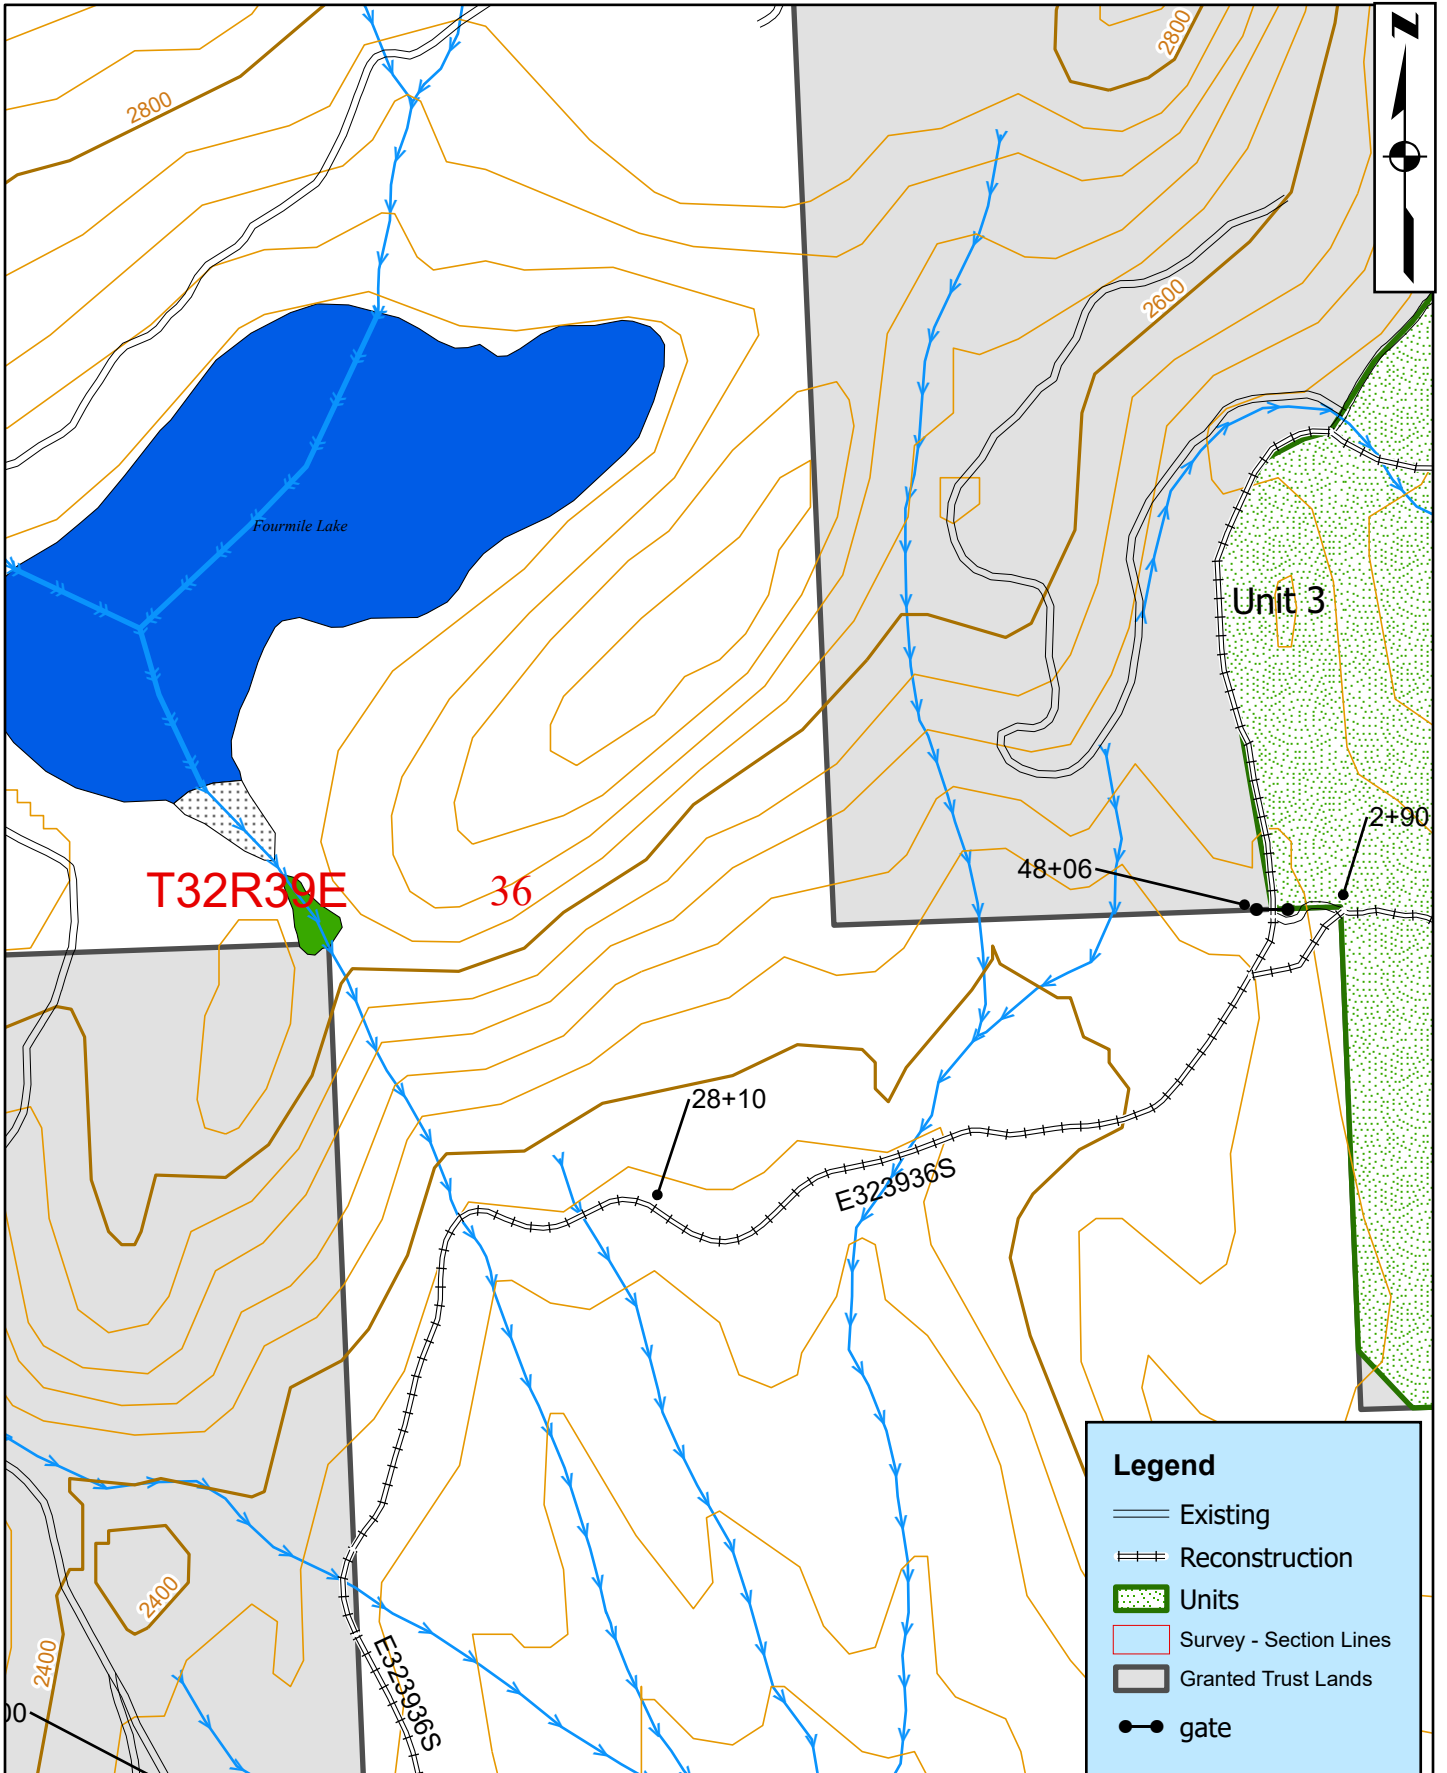 2800
2800
Z
2600
Fourmile Lake
Unit 3
2+90
48+06
T32R39E
36
28+10
E323936S
2400
2400
E323936S
00
Legend
Existing
Reconstruction
Units
Survey - Section Lines
Granted Trust Lands
gate